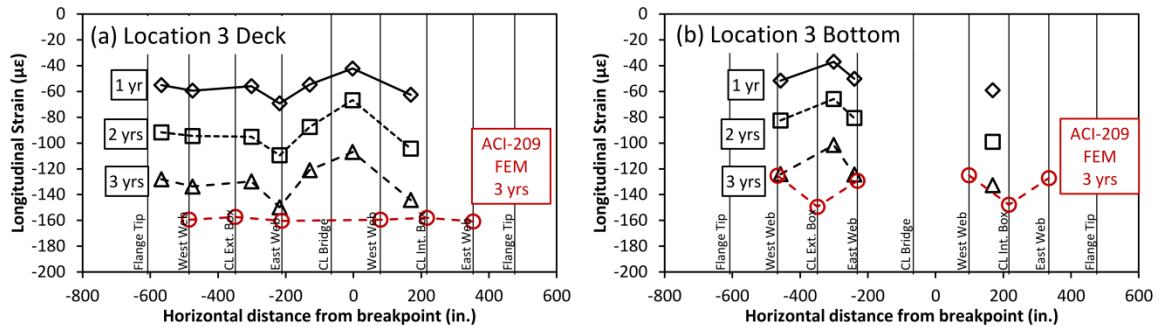 (a) Location 3 Deck
Longitudinal Strain (με)
0
-20
-40
-60
-80
-100
-120
-140
-160
-180
-200
1 yr
2 yrs
3 yrs
ACI-209
FEM
3 yrs
Flange Tip
West Web
CL Ext. Box
East Web
CL Bridge
West Web
CL Int. Box
East Web
Flange Tip
-800 -600 -400 -200 0 200 400 600
Horizontal distance from breakpoint (in.)
(b) Location 3 Bottom
Longitudinal Strain (με)
0
-20
-40
-60
-80
-100
-120
-140
-160
-180
-200
1 yr
2 yrs
3 yrs
ACI-209
FEM
3 yrs
Flange Tip
West Web
CL Ext. Box
East Web
CL Bridge
West Web
CL Int. Box
East Web
Flange Tip
-800 -600 -400 -200 0 200 400 600
Horizontal distance from breakpoint (in.)